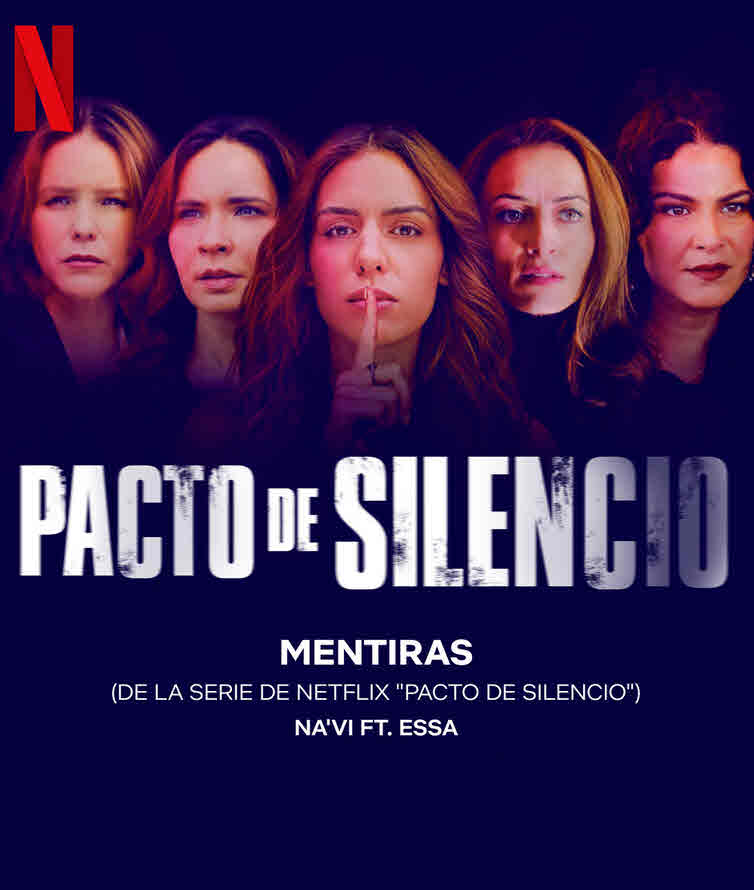 N
PACTO DE SILENCIO
MENTIRAS
(DE LA SERIE DE NETFLIX "PACTO DE SILENCIO")
NA'VI FT. ESSA